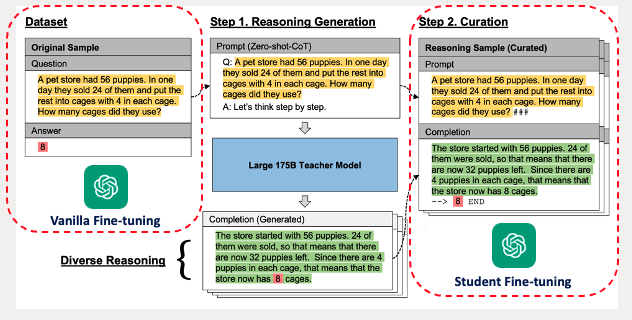 Dataset
Original Sample
Question
A pet store had 56 puppies. In one
day they sold 24 of them and put the
rest into cages with 4 in each cage.
How many cages did they use?
Answer
8
Vanilla Fine-tuning
Step 1. Reasoning Generation
Prompt (Zero-shot-CoT)
Q: A pet store had 56 puppies. In one day
they sold 24 of them and put the rest into
cages with 4 in each cage. How many
cages did they use?
A: Let's think step by step.
Large 175B Teacher Model
Completion (Generated)
The store started with 56 puppies. 24 of
them were sold, so that means that there
are now 32 puppies left. Since there are 4
puppies in each cage, that means that the
store now has 8 cages.
Diverse Reasoning
Step 2. Curation
Reasoning Sample (Curated)
Prompt
A pet store had 56 puppies. In one day
they sold 24 of them and put the rest into
cages with 4 in each cage. How many
cages did they use? ###
Completion
The store started with 56 puppies. 24 of
them were sold, so that means that there
are now 32 puppies left. Since there are
4 puppies in each cage, that means that
the store now has 8 cages.
--> 8 END
Student Fine-tuning